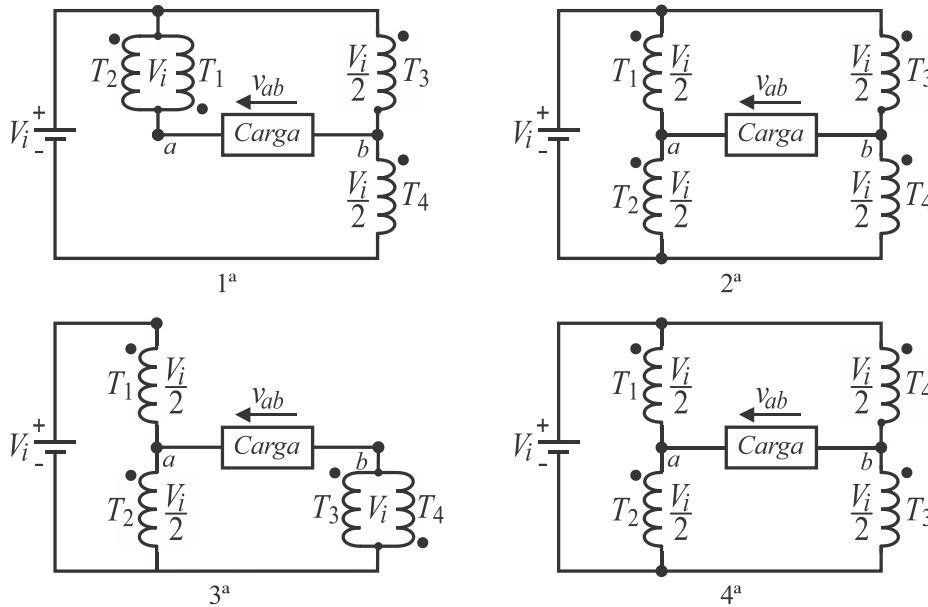 T2 Vi T1
Vi/2 T3
vab
Vi + -
Carga
a b
Vi/2 T4
1ª
T1 Vi/2
Vi/2 T3
vab
Vi + -
Carga
a b
T2 Vi/2
Vi/2 T4
2ª
T1 Vi/2
vab
Vi + -
Carga
a b
T2 Vi/2
T3 Vi T4
3ª
T1 Vi/2
Vi/2 T4
vab
Vi + -
Carga
a b
T2 Vi/2
Vi/2 T3
4ª